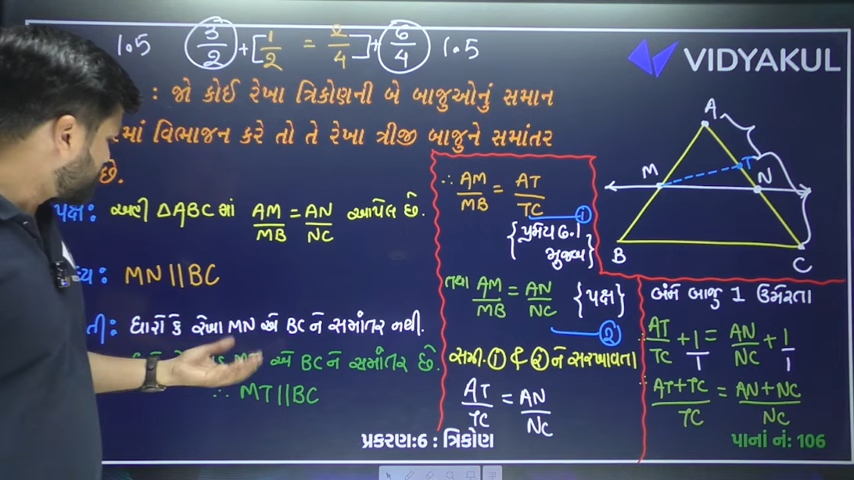 1.5 3/2 + [1/2 = 2/4] + 6/4 1.5
VIDYAKUL
: જો કોઈ રેખા ત્રિકોણની બે બાજુઓનું સમાન
માં વિભાજન કરે તો તે રેખા ત્રીજી બાજુને સમાંતર
છે.
પક્ષ: અહીં ΔABC માં AM/MB = AN/NC આપેલ છે.
MN || BC
ધારો કે રેખા MN એ BC ને સમાંતર નથી.
એ BC ને સમાંતર છે.
∴ MT || BC
∴ AM/MB = AT/TC ①
{પ્રમેય 6.1
મુજબ}
તથા AM/MB = AN/NC {પક્ષ}
②
સમી. ① & ② ને સરખાવતા
AT/TC = AN/NC
A
M
T
N
B
C
બંને બાજુ 1 ઉમેરતા
AT/TC + 1/1 = AN/NC + 1/1
∴ AT+TC/TC = AN+NC/NC
પ્રકરણ:6 : ત્રિકોણ
પાનાં નં: 106